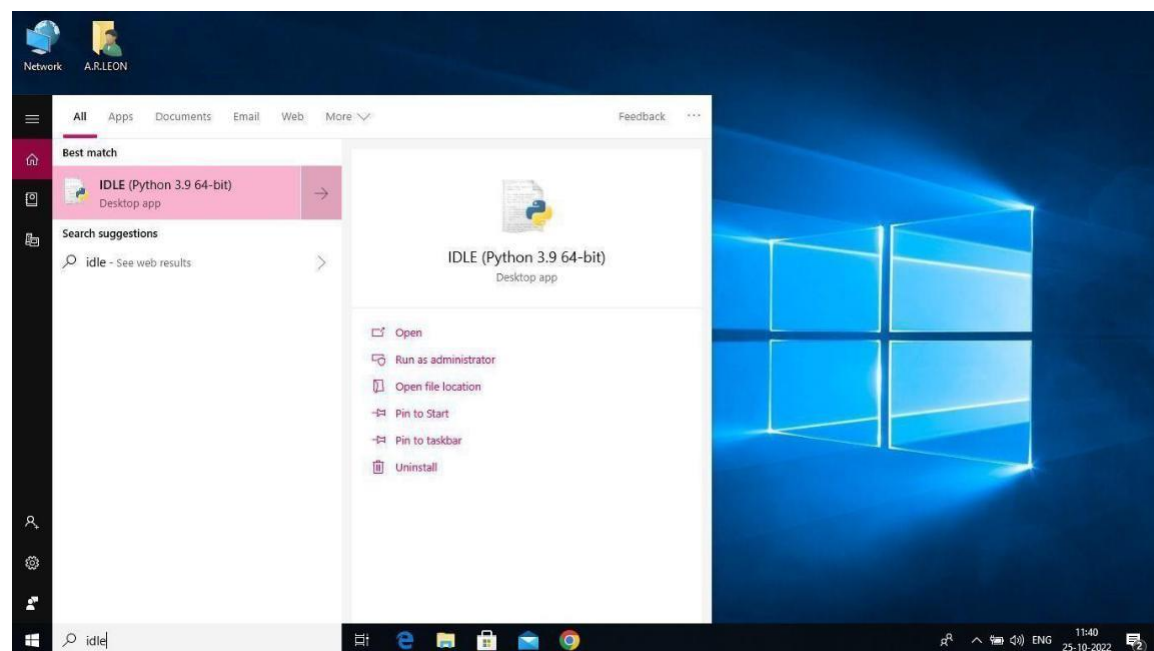 Network A.R.LEON
All Apps Documents Email Web More Feedback ...
Best match
IDLE (Python 3.9 64-bit)
Desktop app
Search suggestions
idle - See web results
IDLE (Python 3.9 64-bit)
Desktop app
Open
Run as administrator
Open file location
Pin to Start
Pin to taskbar
Uninstall
idle
ENG
11:40
25-10-2022
2